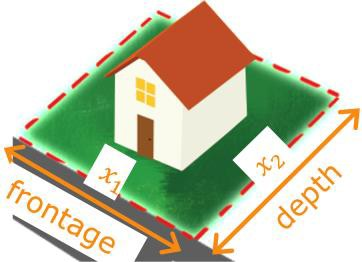 x₁
x₂
frontage
depth